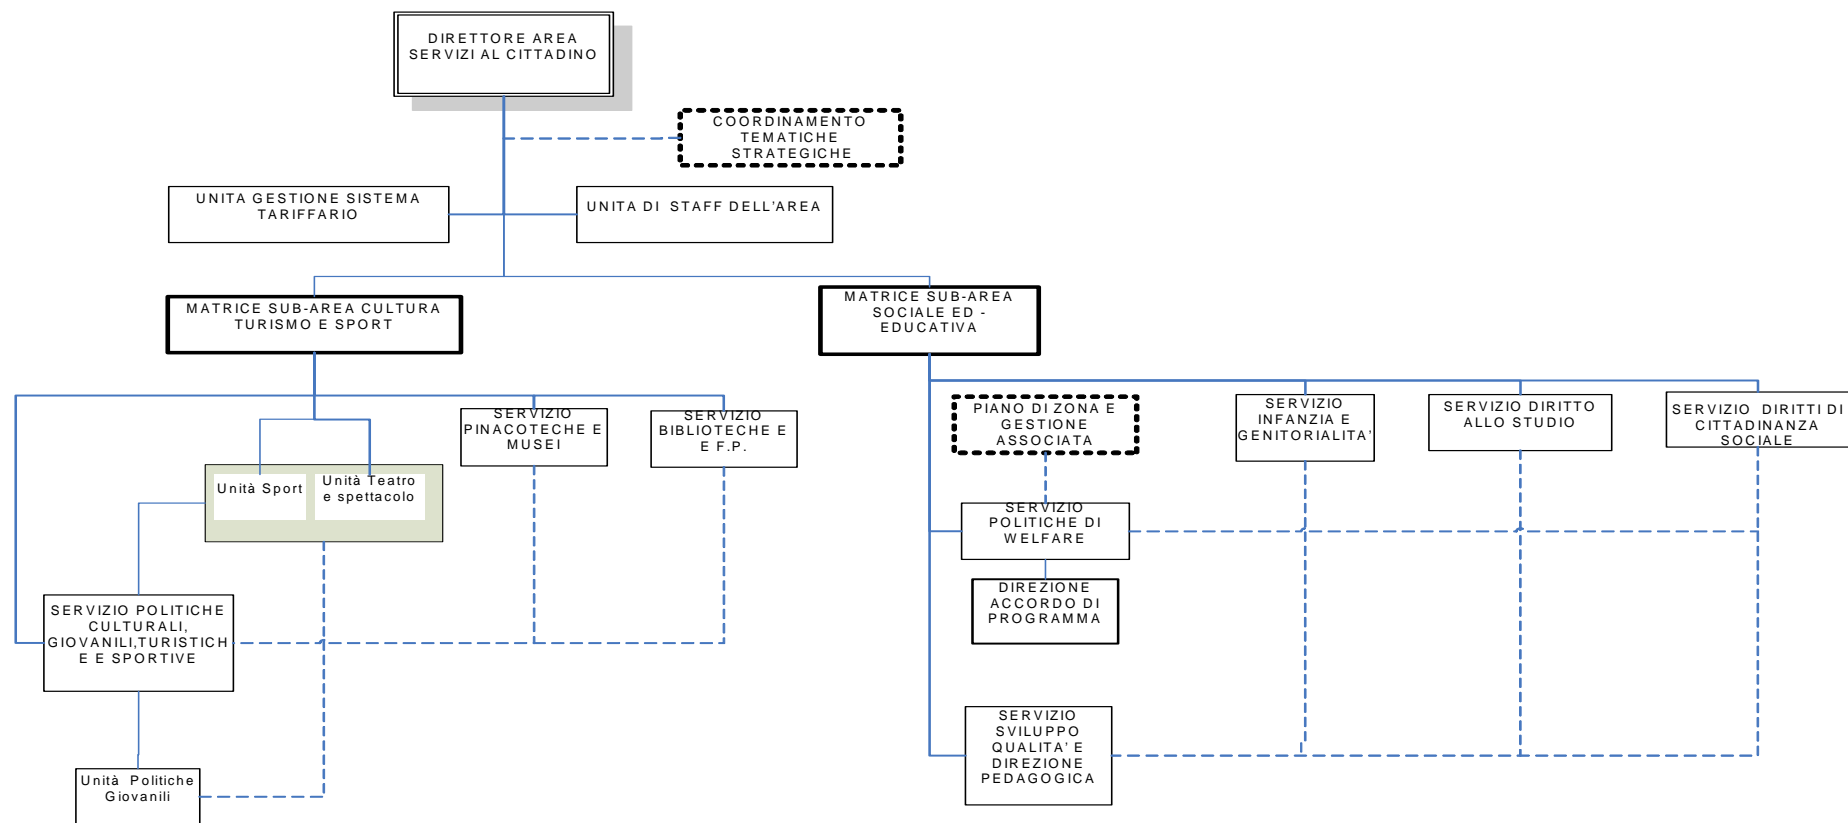 DIRETTORE AREA
SERVIZI AL CITTADINO
COORDINAMENTO
TEMATICHE
STRATEGICHE
UNITA GESTIONE SISTEMA
TARIFFARIO
UNITA DI STAFF DELL'AREA
MATRICE SUB-AREA CULTURA
TURISMO E SPORT
MATRICE SUB-AREA
SOCIALE ED -
EDUCATIVA
SERVIZIO
PINACOTECHE E
MUSEI
SERVIZIO
BIBLIOTECHE E
E F.P.
PIANO DI ZONA E
GESTIONE
ASSOCIATA
SERVIZIO
INFANZIA E
GENITORIALITA'
SERVIZIO DIRITTO
ALLO STUDIO
SERVIZIO DIRITTI DI
CITTADINANZA
SOCIALE
Unità Sport
Unità Teatro
e spettacolo
SERVIZIO
POLITICHE DI
WELFARE
DIREZIONE
ACCORDO DI
PROGRAMMA
SERVIZIO POLITICHE
CULTURALI,
GIOVANILI,TURISTICH
E E SPORTIVE
SERVIZIO
SVILUPPO
QUALITA' E
DIREZIONE
PEDAGOGICA
Unità Politiche
Giovanili